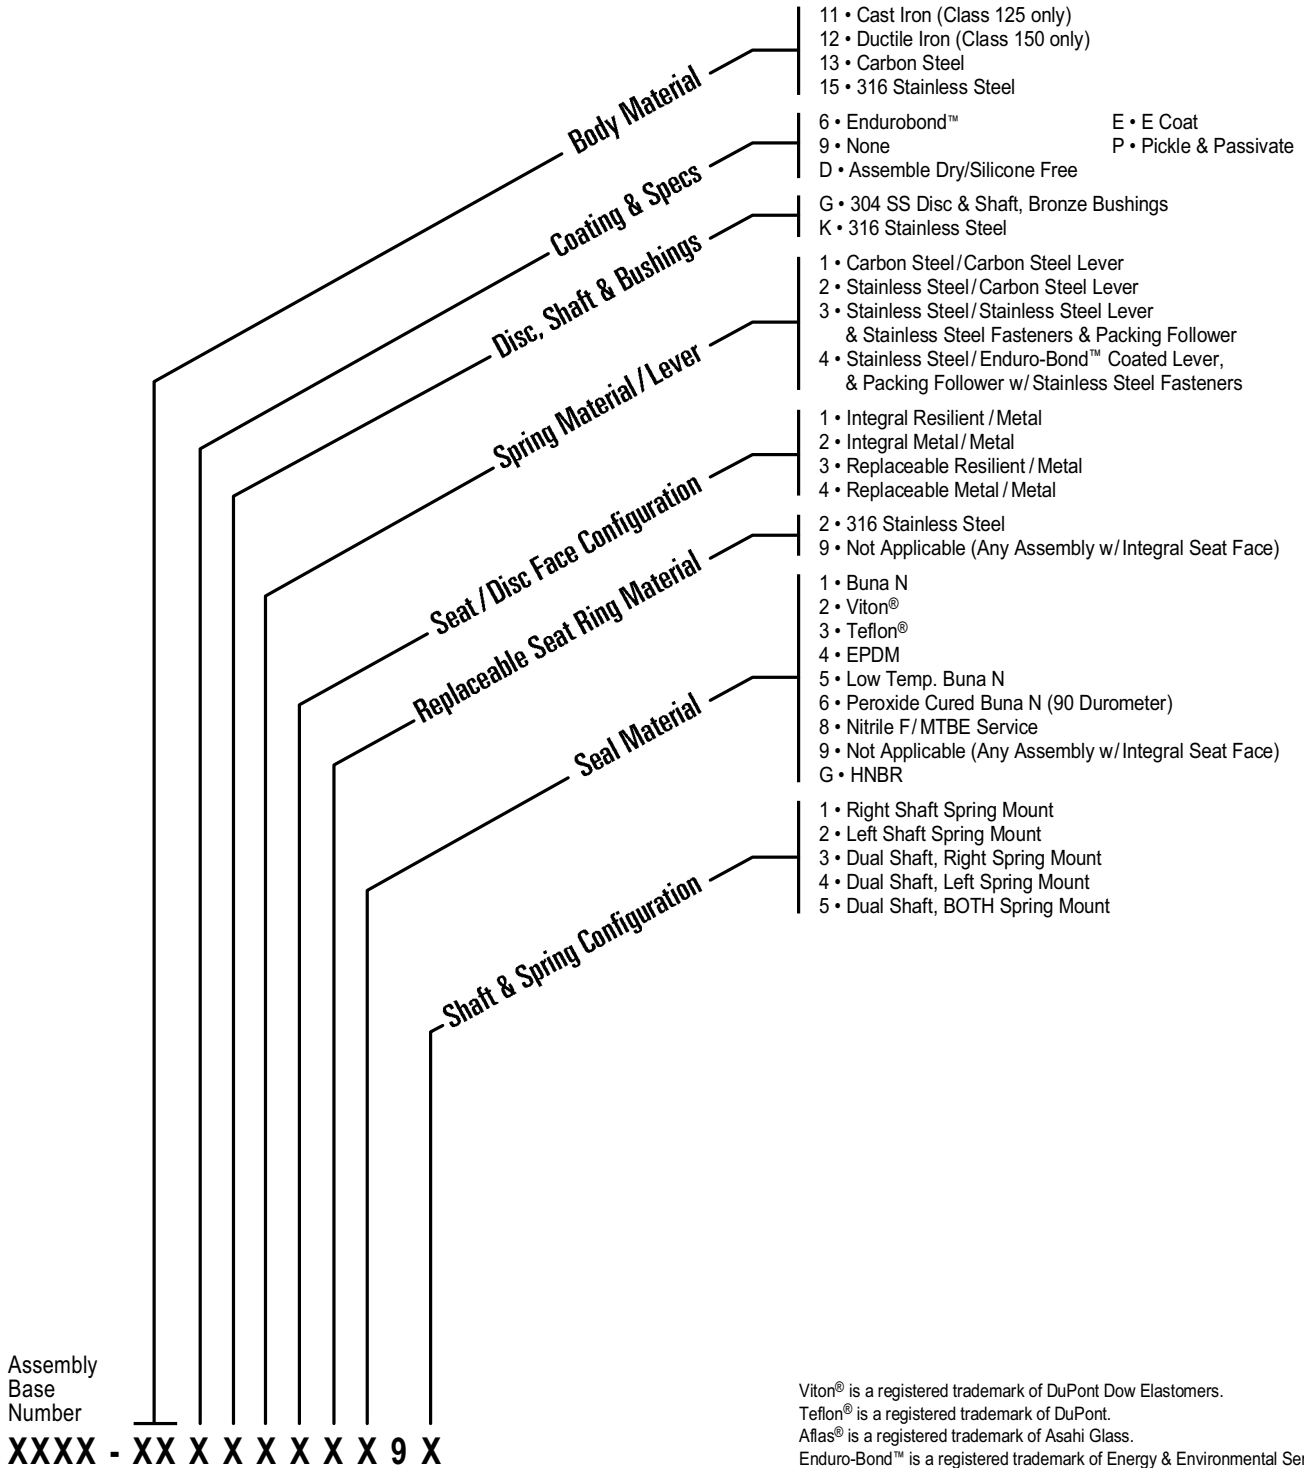 11 • Cast Iron (Class 125 only)
12 • Ductile Iron (Class 150 only)
13 • Carbon Steel
15 • 316 Stainless Steel
Body Material
6 • Endurobond™
E • E Coat
9 • None
P • Pickle & Passivate
D • Assemble Dry/Silicone Free
Coating & Specs
G • 304 SS Disc & Shaft, Bronze Bushings
K • 316 Stainless Steel
Disc, Shaft & Bushings
1 • Carbon Steel/Carbon Steel Lever
2 • Stainless Steel/Carbon Steel Lever
3 • Stainless Steel/Stainless Steel Lever
& Stainless Steel Fasteners & Packing Follower
4 • Stainless Steel/Enduro-Bond™ Coated Lever,
& Packing Follower w/Stainless Steel Fasteners
Spring Material/Lever
1 • Integral Resilient/Metal
2 • Integral Metal/Metal
3 • Replaceable Resilient/Metal
4 • Replaceable Metal/Metal
Seat/Disc Face Configuration
2 • 316 Stainless Steel
9 • Not Applicable (Any Assembly w/Integral Seat Face)
Replaceable Seat Ring Material
1 • Buna N
2 • Viton®
3 • Teflon®
4 • EPDM
5 • Low Temp. Buna N
6 • Peroxide Cured Buna N (90 Durometer)
8 • Nitrile F/MTBE Service
9 • Not Applicable (Any Assembly w/Integral Seat Face)
G • HNBR
Seal Material
1 • Right Shaft Spring Mount
2 • Left Shaft Spring Mount
3 • Dual Shaft, Right Spring Mount
4 • Dual Shaft, Left Spring Mount
5 • Dual Shaft, BOTH Spring Mount
Shaft & Spring Configuration
Assembly
Base
Number
XXXX - XX X X X X X X 9 X
Viton® is a registered trademark of DuPont Dow Elastomers.
Teflon® is a registered trademark of DuPont.
Aflas® is a registered trademark of Asahi Glass.
Enduro-Bond™ is a registered trademark of Energy & Environmental